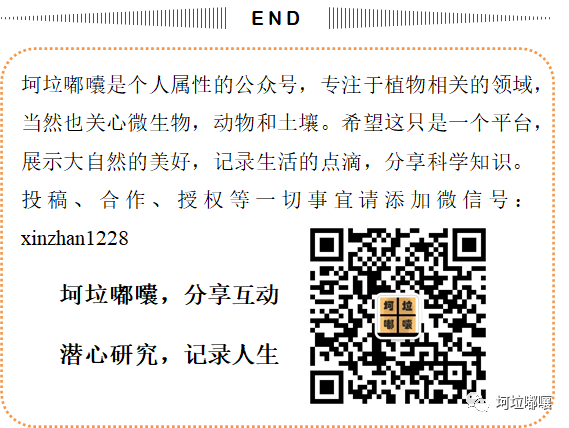 END
坷垃嘟囔是个人属性的公众号，专注于植物相关的领域，
当然也关心微生物，动物和土壤。希望这只是一个平台，
展示大自然的美好，记录生活的点滴，分享科学知识。
投稿、合作、授权等一切事宜请添加微信号：
xinzhan1228
坷垃嘟囔，分享互动
潜心研究，记录人生
坷 垃
嘟 囔
坷垃嘟囔